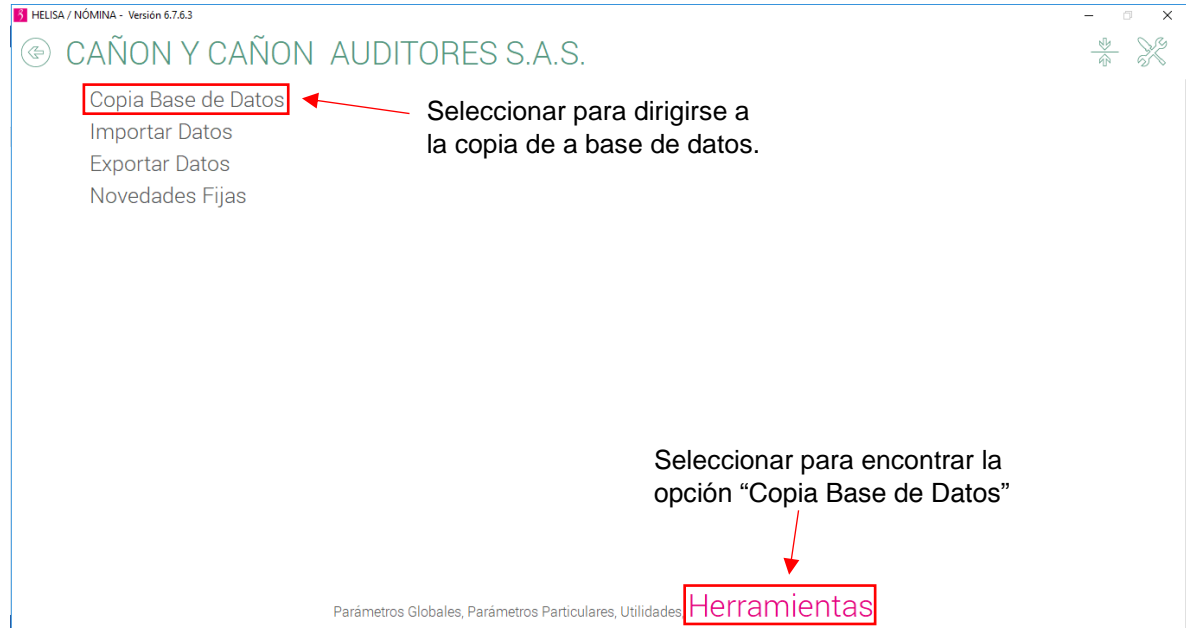 HELISA / NÓMINA - Versión 6.7.6.3
CAÑON Y CAÑON AUDITORES S.A.S.
Copia Base de Datos
Importar Datos
Exportar Datos
Novedades Fijas
Seleccionar para dirigirse a
la copia de a base de datos.
Seleccionar para encontrar la
opción “Copia Base de Datos”
Parámetros Globales, Parámetros Particulares, Utilidades, Herramientas